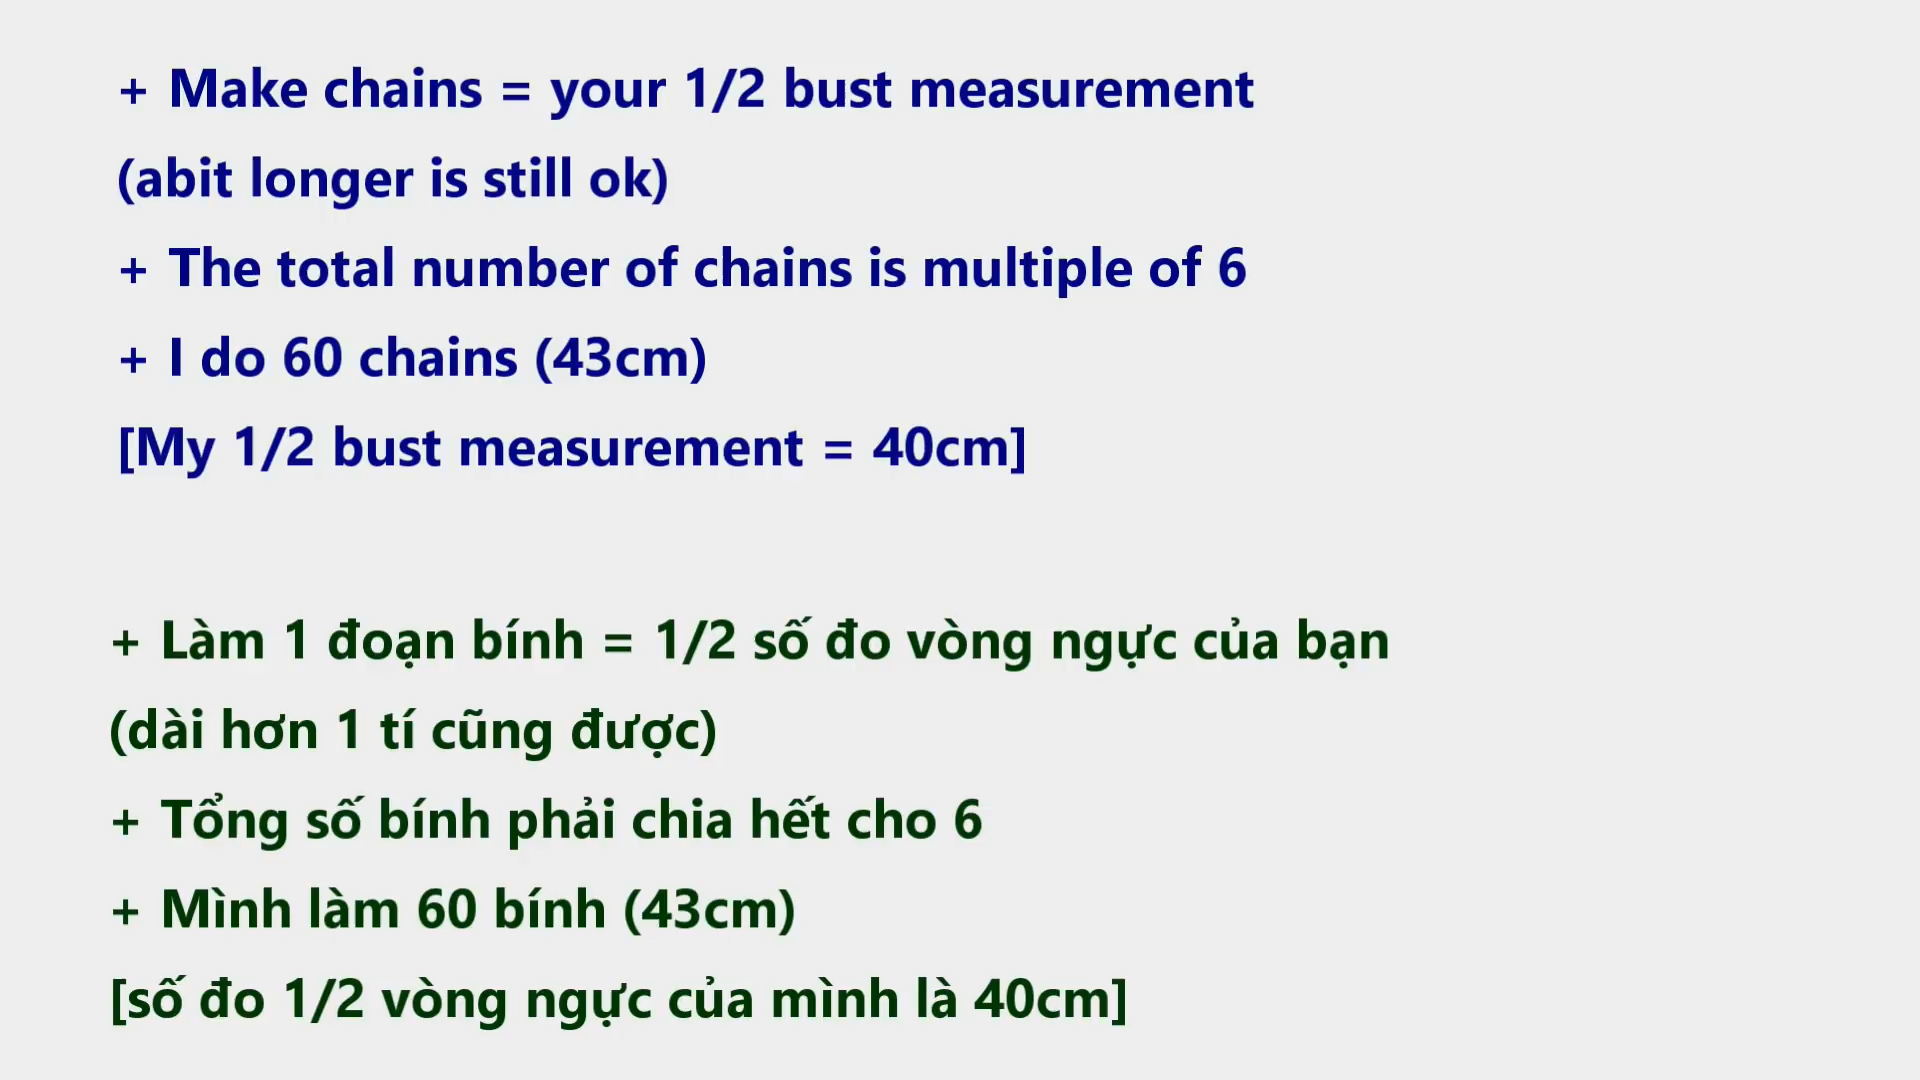 + Make chains = your 1/2 bust measurement
(abit longer is still ok)
+ The total number of chains is multiple of 6
+ I do 60 chains (43cm)
[My 1/2 bust measurement = 40cm]
+ Làm 1 đoạn bính = 1/2 số đo vòng ngực của bạn
(dài hơn 1 tí cũng được)
+ Tổng số bính phải chia hết cho 6
+ Mình làm 60 bính (43cm)
[số đo 1/2 vòng ngực của mình là 40cm]